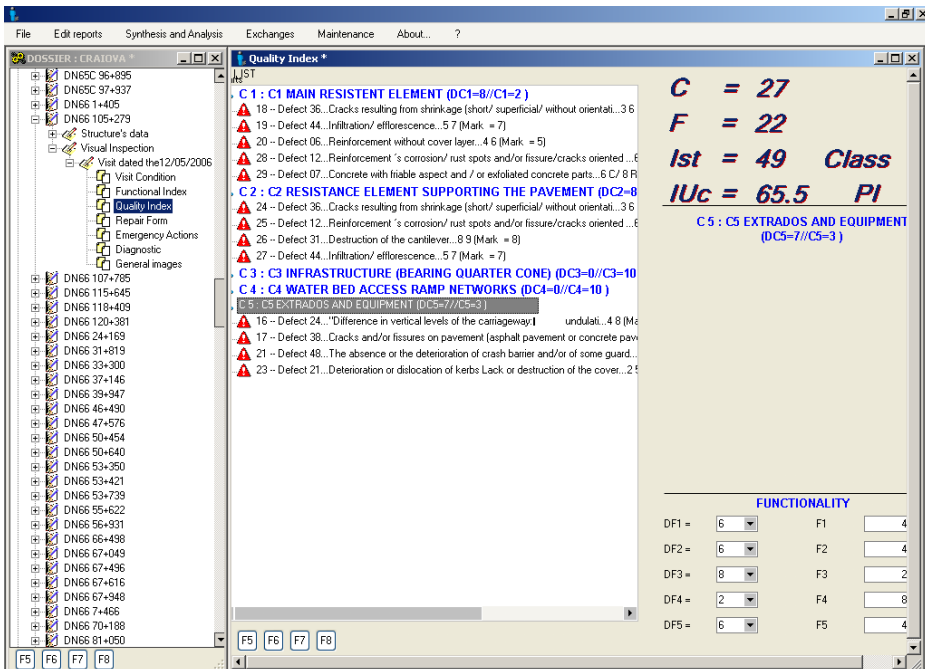 File Edit reports Synthesis and Analysis Exchanges Maintenance About... ?
DOSSIER : CRAIOVA *
DN65C 96+895
DN65C 97+937
DN66 1+405
DN66 105+279
Structure's data
Visual Inspection
Visit dated the12/05/2006
Visit Condition
Functional Index
Quality Index
Repair Form
Emergency Actions
Diagnostic
General images
DN66 107+785
DN66 115+645
DN66 118+409
DN66 120+381
DN66 24+169
DN66 31+819
DN66 33+300
DN66 37+146
DN66 39+947
DN66 46+490
DN66 47+576
DN66 50+454
DN66 50+640
DN66 53+350
DN66 53+421
DN66 53+739
DN66 55+622
DN66 56+931
DN66 66+498
DN66 67+049
DN66 67+496
DN66 67+616
DN66 67+948
DN66 7+466
DN66 70+188
DN66 81+050
F5 F6 F7 F8
Quality Index *
LIST
C 1 : C1 MAIN RESISTENT ELEMENT (DC1=8//C1=2 )
18 -- Defect 36...Cracks resulting from shrinkage (short/ superficial/ without orientati...3 6
19 -- Defect 44...Infiltration/ efflorescence...5 7 (Mark = 7)
20 -- Defect 06...Reinforcement without cover layer...4 6 (Mark = 5)
28 -- Defect 12...Reinforcement ´s corrosion/ rust spots and/or fissure/cracks oriented ...6
29 -- Defect 07...Concrete with friable aspect and / or exfoliated concrete parts...6 C/ 8 R
C 2 : C2 RESISTANCE ELEMENT SUPPORTING THE PAVEMENT (DC2=8
24 -- Defect 36...Cracks resulting from shrinkage (short/ superficial/ without orientati...3 6
25 -- Defect 12...Reinforcement ´s corrosion/ rust spots and/or fissure/cracks oriented ...6
26 -- Defect 31...Destruction of the cantilever...8 9 (Mark = 8)
27 -- Defect 44...Infiltration/ efflorescence...5 7 (Mark = 7)
C 3 : C3 INFRASTRUCTURE (BEARING QUARTER CONE) (DC3=0//C3=10
C 4 : C4 WATER BED ACCESS RAMP NETWORKS (DC4=0//C4=10 )
C 5 : C5 EXTRADOS AND EQUIPMENT (DC5=7//C5=3 )
16 -- Defect 24..."Difference in vertical levels of the carriageway: undulati...4 8 (Ma
17 -- Defect 38...Cracks and/or fissures on pavement (asphalt pavement or concrete pave
21 -- Defect 48...The absence or the deterioration of crash barrier and/or of some guard...
23 -- Defect 21...Deterioration or dislocation of kerbs Lack or destruction of the cover...2 5
F5 F6 F7 F8
C = 27
F = 22
Ist = 49 Class
IUc = 65.5 PI
C 5 : C5 EXTRADOS AND EQUIPMENT
(DC5=7//C5=3 )
FUNCTIONALITY
DF1 = 6 F1 4
DF2 = 6 F2 4
DF3 = 8 F3 2
DF4 = 2 F4 8
DF5 = 6 F5 4